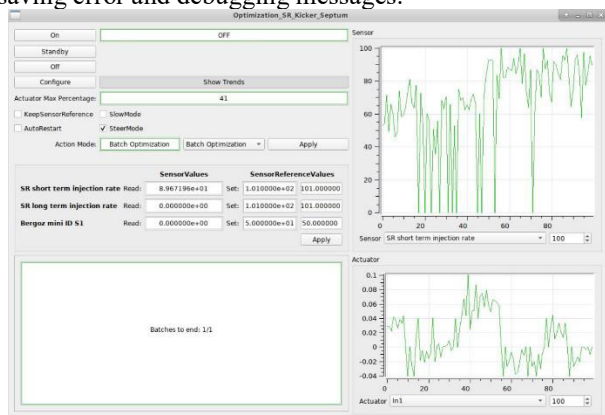 saving error and debugging messages.
Optimization_SR_Kicker_Septum
On OFF
Standby
Off
Configure Show Trends
Actuator Max Percentage: 41
KeepSensorReference SlowMode
AutoRestart SteerMode
Action Mode: Batch Optimization Batch Optimization Apply
SensorValues SensorReferenceValues
SR short term injection rate Read: 8.967196e+01 Set: 1.010000e+02 101.000000
SR long term injection rate Read: 0.000000e+00 Set: 1.010000e+02 101.000000
Bergoz mini ID S1 Read: 0.000000e+00 Set: 5.000000e+01 50.000000
Apply
Batches to end: 1/1
Sensor
100
80
60
40
20
0
0 20 40 60 80
Sensor SR short term injection rate 100
Actuator
0.1
0.08
0.06
0.04
0.02
0
-0.02
-0.04
0 20 40 60 80
Actuator In1 100